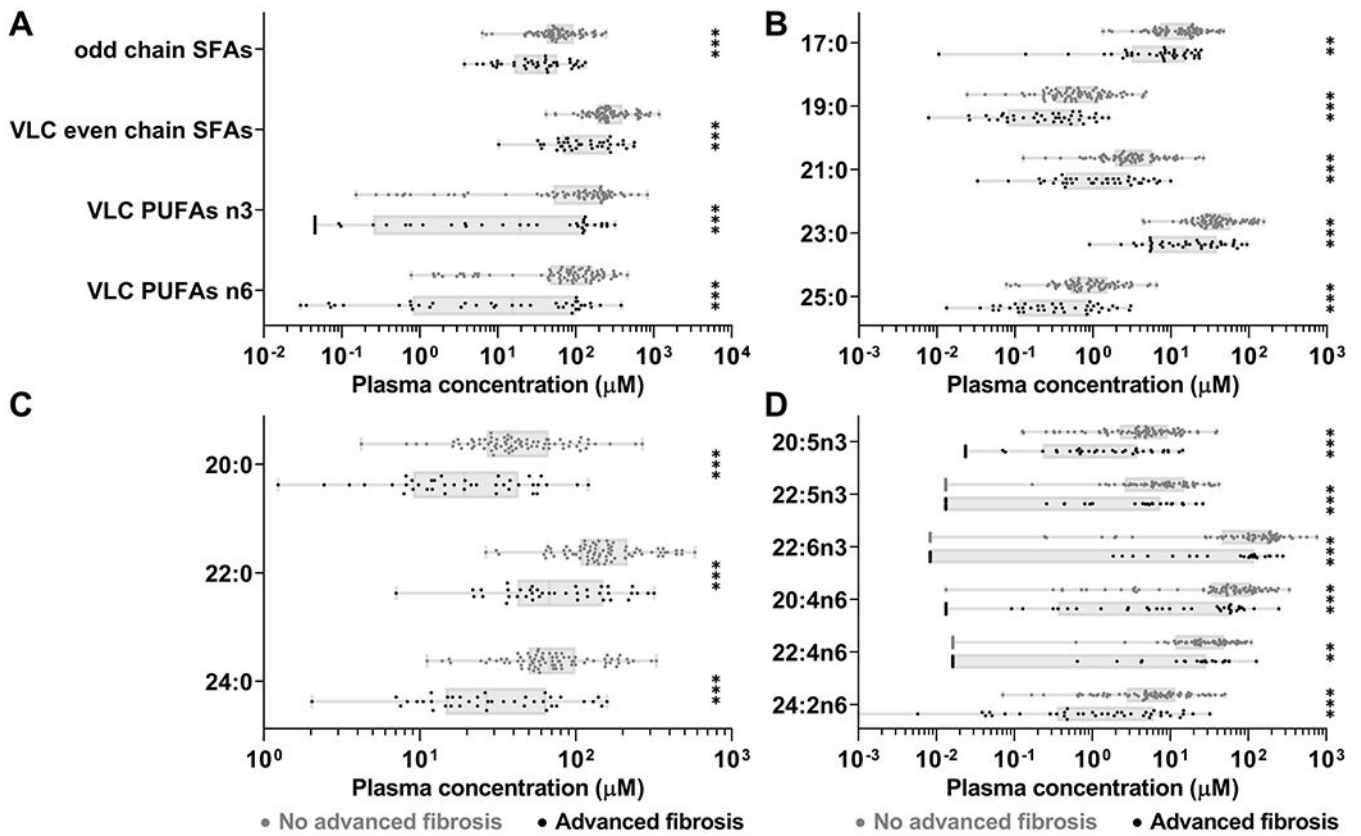 A
odd chain SFAs ***
VLC even chain SFAs ***
VLC PUFAs n3 ***
VLC PUFAs n6 ***
10⁻² 10⁻¹ 10⁰ 10¹ 10² 10³ 10⁴
Plasma concentration (μM)
B
17:0 **
19:0 ***
21:0 ***
23:0 ***
25:0 ***
10⁻³ 10⁻² 10⁻¹ 10⁰ 10¹ 10² 10³
Plasma concentration (μM)
C
20:0 ***
22:0 ***
24:0 ***
10⁰ 10¹ 10² 10³
Plasma concentration (μM)
No advanced fibrosis Advanced fibrosis
D
20:5n3 ***
22:5n3 ***
22:6n3 ***
20:4n6 ***
22:4n6 **
24:2n6 ***
10⁻³ 10⁻² 10⁻¹ 10⁰ 10¹ 10² 10³
Plasma concentration (μM)
No advanced fibrosis Advanced fibrosis